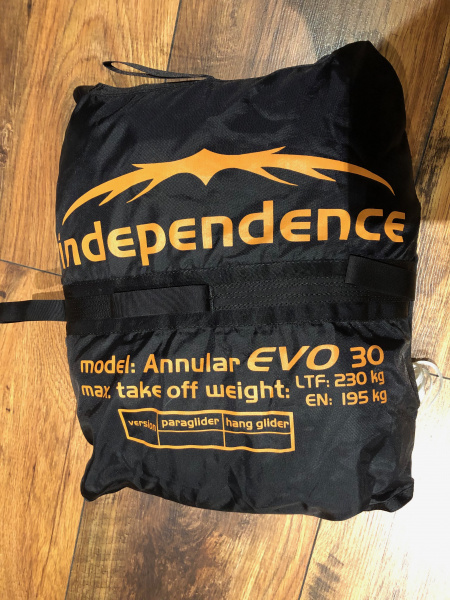 independence
model: Annular EVO 30
max. take off weight: LTF: 230 kg
EN: 195 kg
version paraglider hang glider